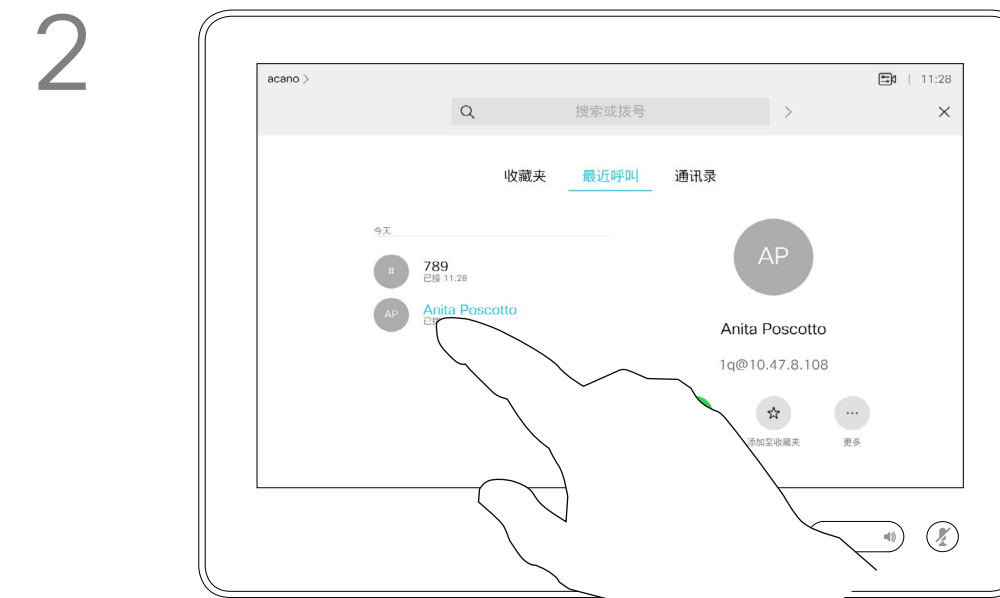 2
acano >
11:28
搜索或拨号
收藏夹
最近呼叫
通讯录
今天
#
789
已接 11:28
AP
Anita Poscotto
AP
Anita Poscotto
1q@10.47.8.108
添加至收藏夹
更多